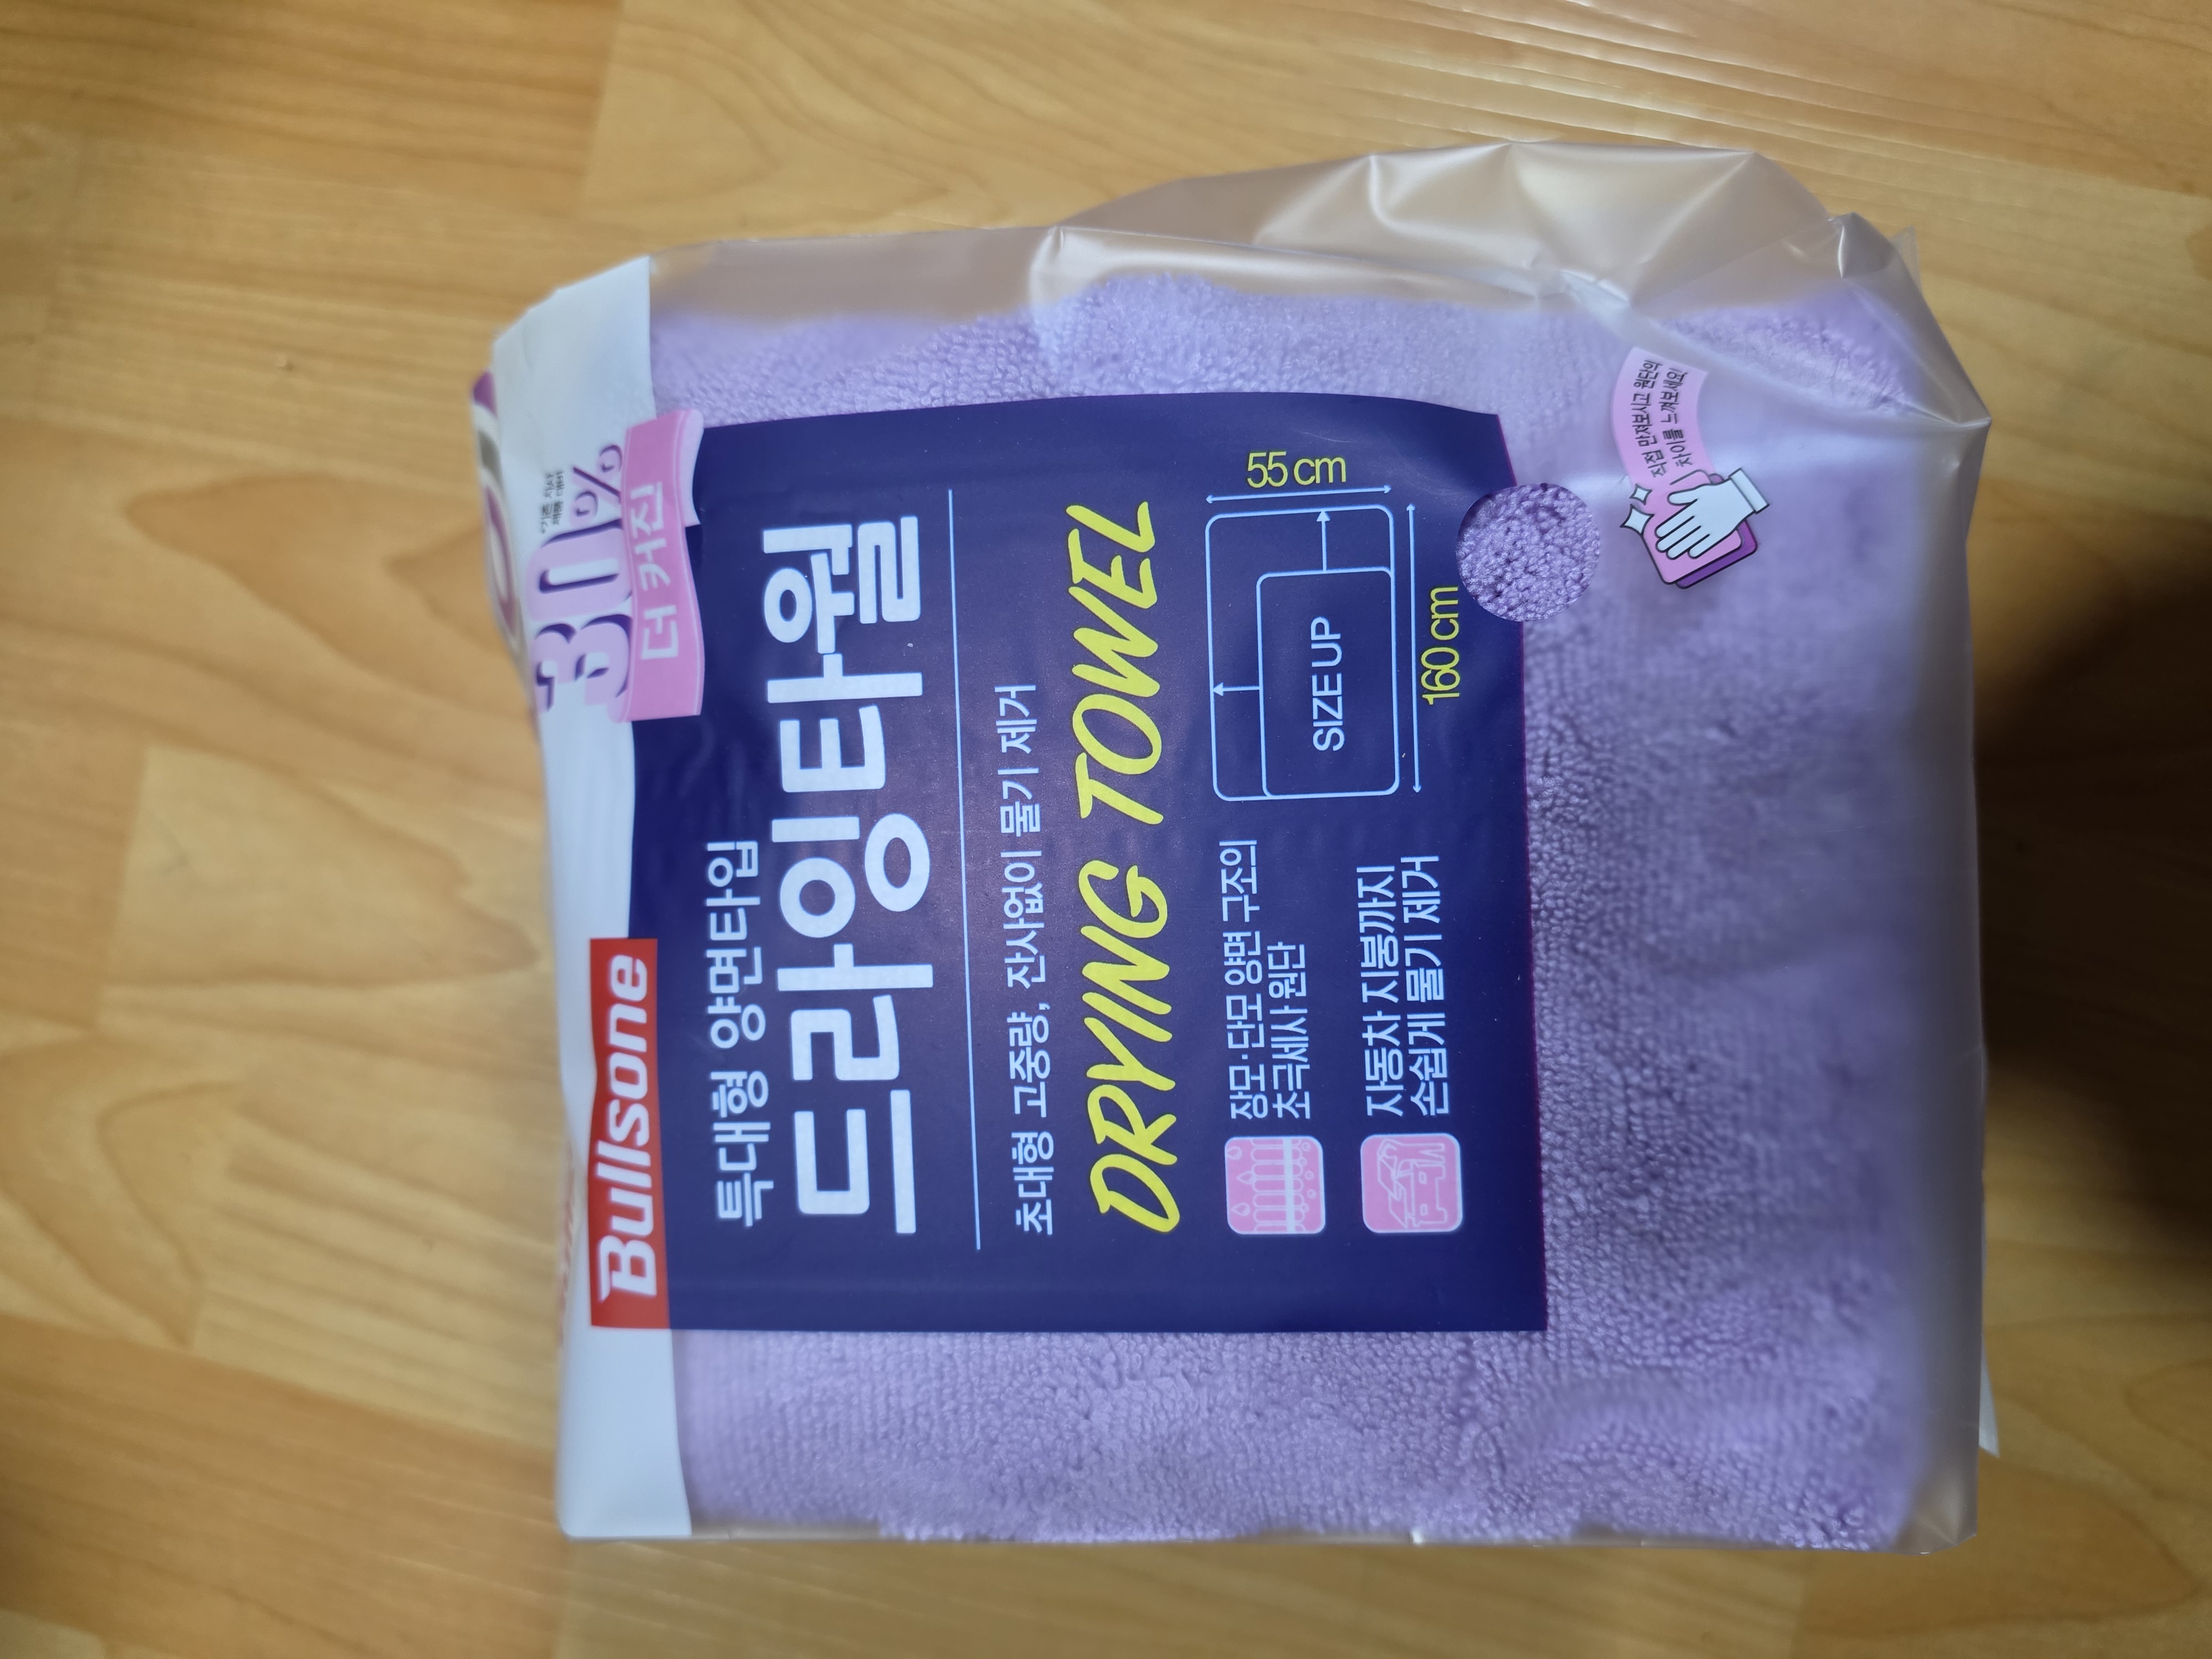 30%
더 커진
Bullsone
특대형 양면타입
드라잉타월
초대형 고중량, 잔사없이 물기 제거
DRYING TOWEL
장모·단모 양면 구조의
초극세사 원단
자동차 지붕까지
손쉽게 물기 제거
SIZE UP
55 cm
160 cm
직접 만져보시고 원단의
차이를 느껴보세요!